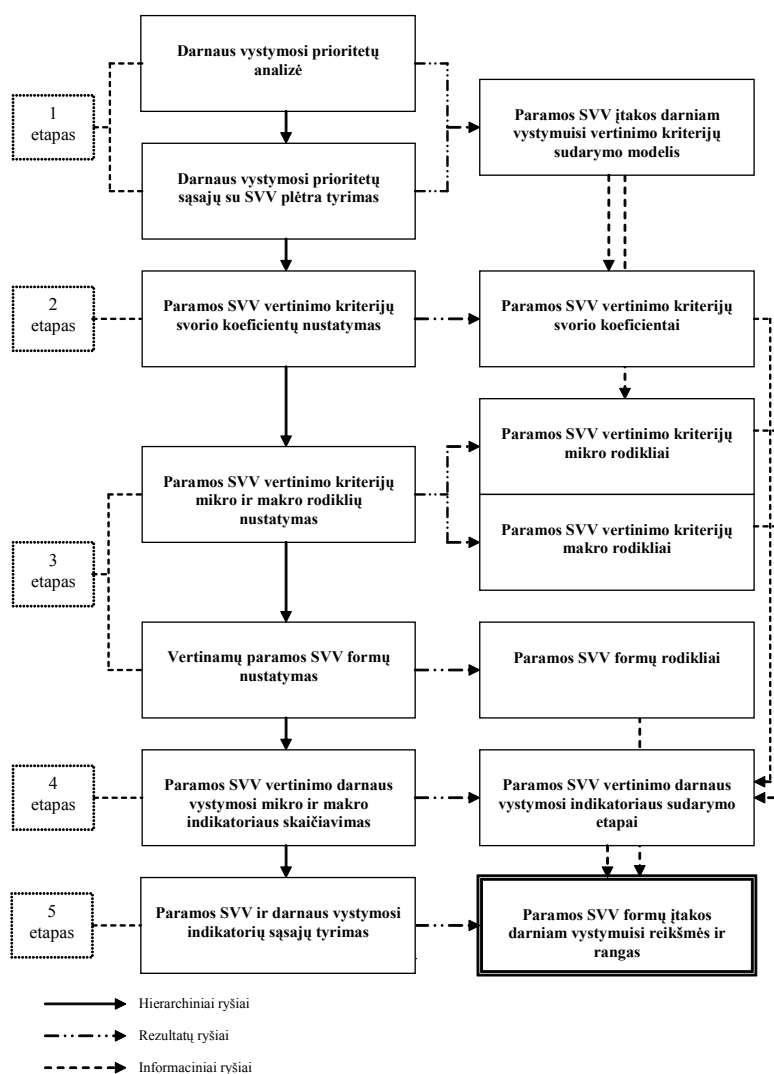 Darnaus vystymosi prioritetų
analizė
1
etapas
Paramos SVV įtakos darniam
vystymuisi vertinimo kriterijų
sudarymo modelis
Darnaus vystymosi prioritetų
sąsajų su SVV plėtra tyrimas
2
etapas
Paramos SVV vertinimo kriterijų
svorio koeficientų nustatymas
Paramos SVV vertinimo kriterijų
svorio koeficientai
Paramos SVV vertinimo kriterijų
mikro rodikliai
Paramos SVV vertinimo kriterijų
mikro ir makro rodiklių
nustatymas
Paramos SVV vertinimo kriterijų
makro rodikliai
3
etapas
Vertinamų paramos SVV formų
nustatymas
Paramos SVV formų rodikliai
4
etapas
Paramos SVV vertinimo darnaus
vystymosi mikro ir makro
indikatoriaus skaičiavimas
Paramos SVV vertinimo darnaus
vystymosi indikatoriaus sudarymo
etapai
5
etapas
Paramos SVV ir darnaus vystymosi
indikatorių sąsajų tyrimas
Paramos SVV formų įtakos
darniam vystymuisi reikšmės ir
rangas
Hierarchiniai ryšiai
Rezultatų ryšiai
Informaciniai ryšiai